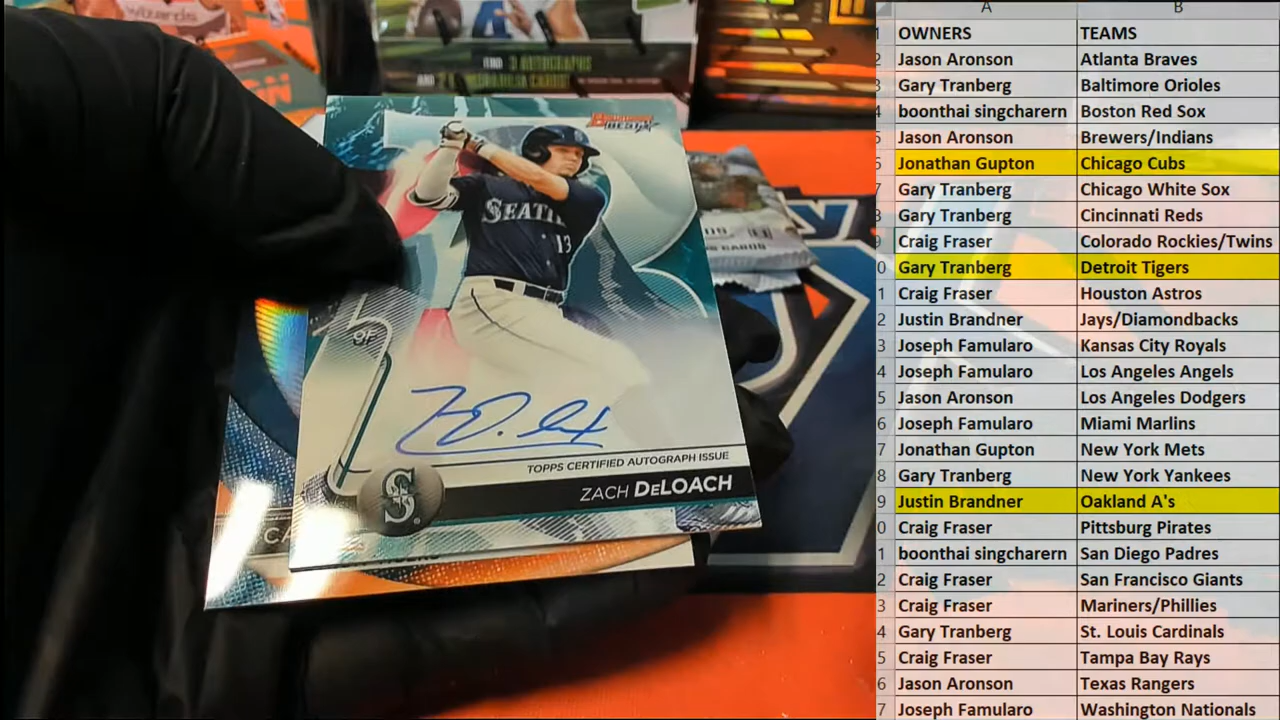 wizards
FIND 3 AUTOGRAPHS
BOWMAN'S
BEST
SEATTL
13
OF
TOPPS CERTIFIED AUTOGRAPH ISSUE
ZACH DELOACH
S
CA
A B
1 OWNERS TEAMS
2 Jason Aronson Atlanta Braves
3 Gary Tranberg Baltimore Orioles
4 boonthai singcharern Boston Red Sox
5 Jason Aronson Brewers/Indians
6 Jonathan Gupton Chicago Cubs
7 Gary Tranberg Chicago White Sox
8 Gary Tranberg Cincinnati Reds
9 Craig Fraser Colorado Rockies/Twins
0 Gary Tranberg Detroit Tigers
1 Craig Fraser Houston Astros
2 Justin Brandner Jays/Diamondbacks
3 Joseph Famularo Kansas City Royals
4 Joseph Famularo Los Angeles Angels
5 Jason Aronson Los Angeles Dodgers
6 Joseph Famularo Miami Marlins
7 Jonathan Gupton New York Mets
8 Gary Tranberg New York Yankees
9 Justin Brandner Oakland A's
0 Craig Fraser Pittsburg Pirates
1 boonthai singcharern San Diego Padres
2 Craig Fraser San Francisco Giants
3 Craig Fraser Mariners/Phillies
4 Gary Tranberg St. Louis Cardinals
5 Craig Fraser Tampa Bay Rays
6 Jason Aronson Texas Rangers
7 Joseph Famularo Washington Nationals